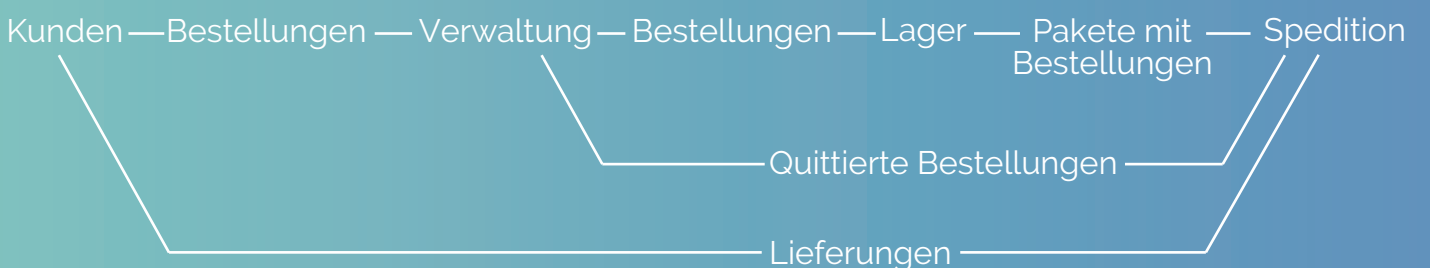 Kunden Bestellungen Verwaltung Bestellungen Lager Pakete mit Spedition
Bestellungen
Quittierte Bestellungen
Lieferungen